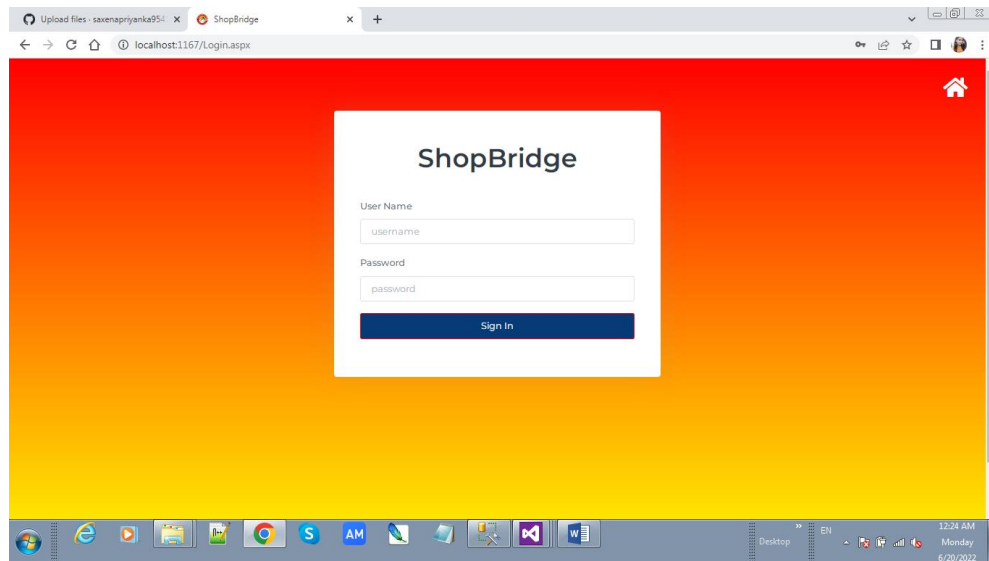 Upload files · saxenapriyanka954
ShopBridge
localhost:1167/Login.aspx
ShopBridge
User Name
username
Password
password
Sign In
S
AM
W
Desktop
»
EN
12:24 AM
Monday
6/20/2022